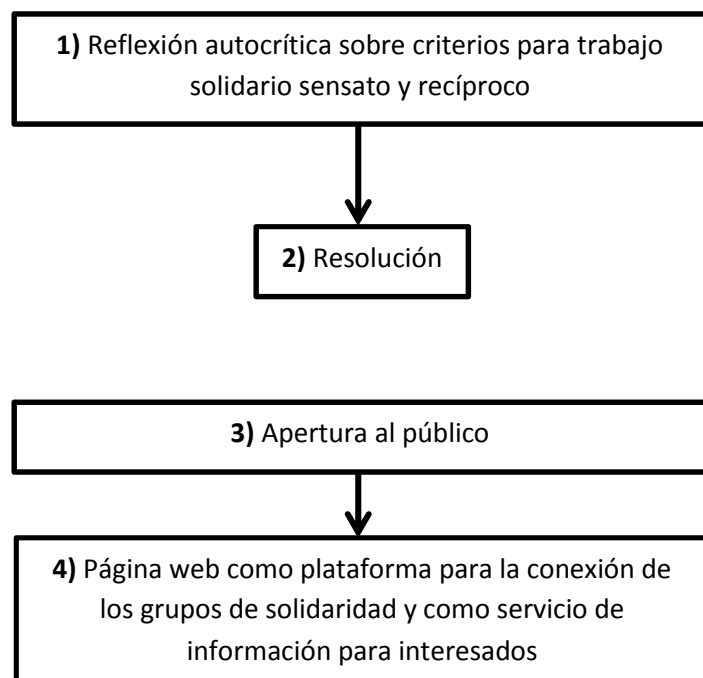 1) Reflexión autocrítica sobre criterios para trabajo
solidario sensato y recíproco
2) Resolución
3) Apertura al público
4) Página web como plataforma para la conexión de
los grupos de solidaridad y como servicio de
información para interesados